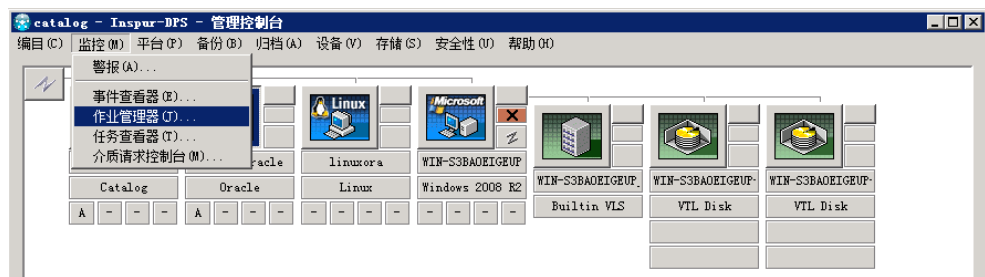 catalog - Inspur-DPS - 管理控制台
编目(C) 监控(M) 平台(P) 备份(B) 归档(A) 设备(V) 存储(S) 安全性(U) 帮助(H)
警报(A)...
事件查看器(E)...
作业管理器(J)...
任务查看器(T)...
介质请求控制台(M)...
Linux Microsoft
racle linuxora WIN-S3BAOEIGEUP
WIN-S3BAOEIGEUP_ WIN-S3BAOEIGEUP- WIN-S3BAOEIGEUP-
Catalog Oracle Linux Windows 2008 R2
Builtin VLS VTL Disk VTL Disk
A - - - A - - - - - - - - - - -